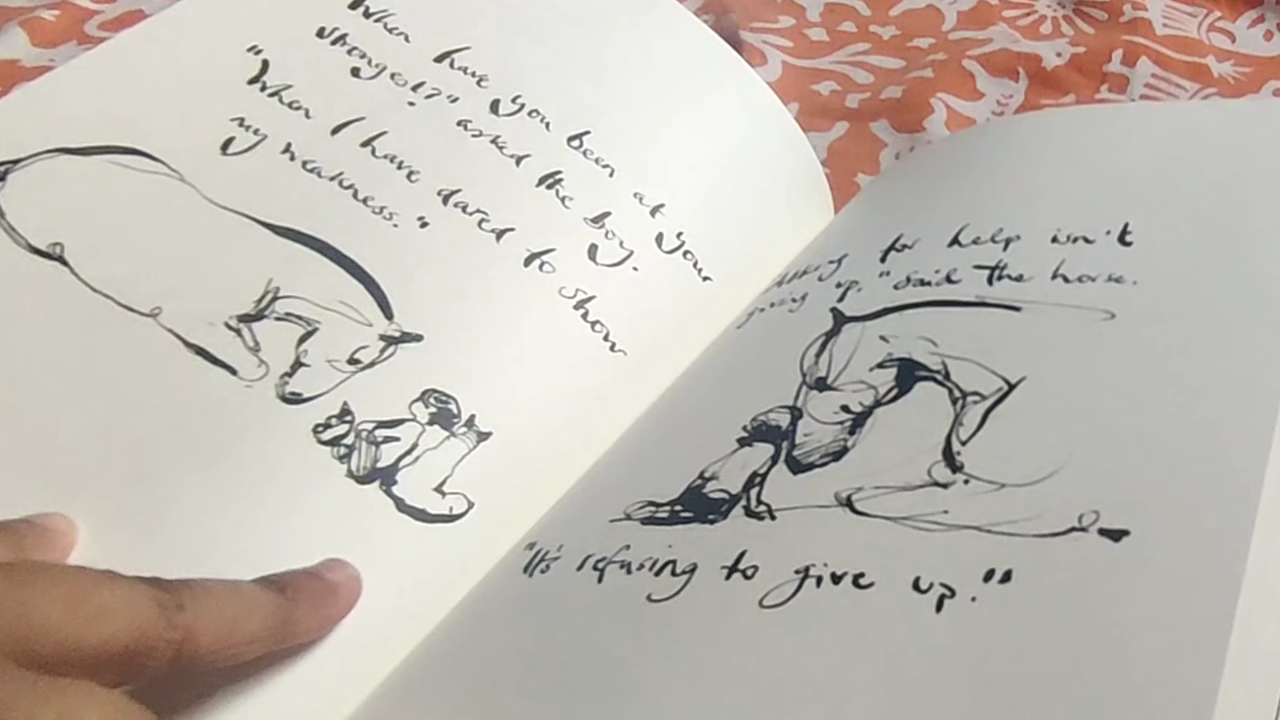 When have you been at your
strongest?" asked the boy.
"When I have dared to show
my weakness."
"Asking for help isn't
giving up," said the horse.
"It's refusing to give up."